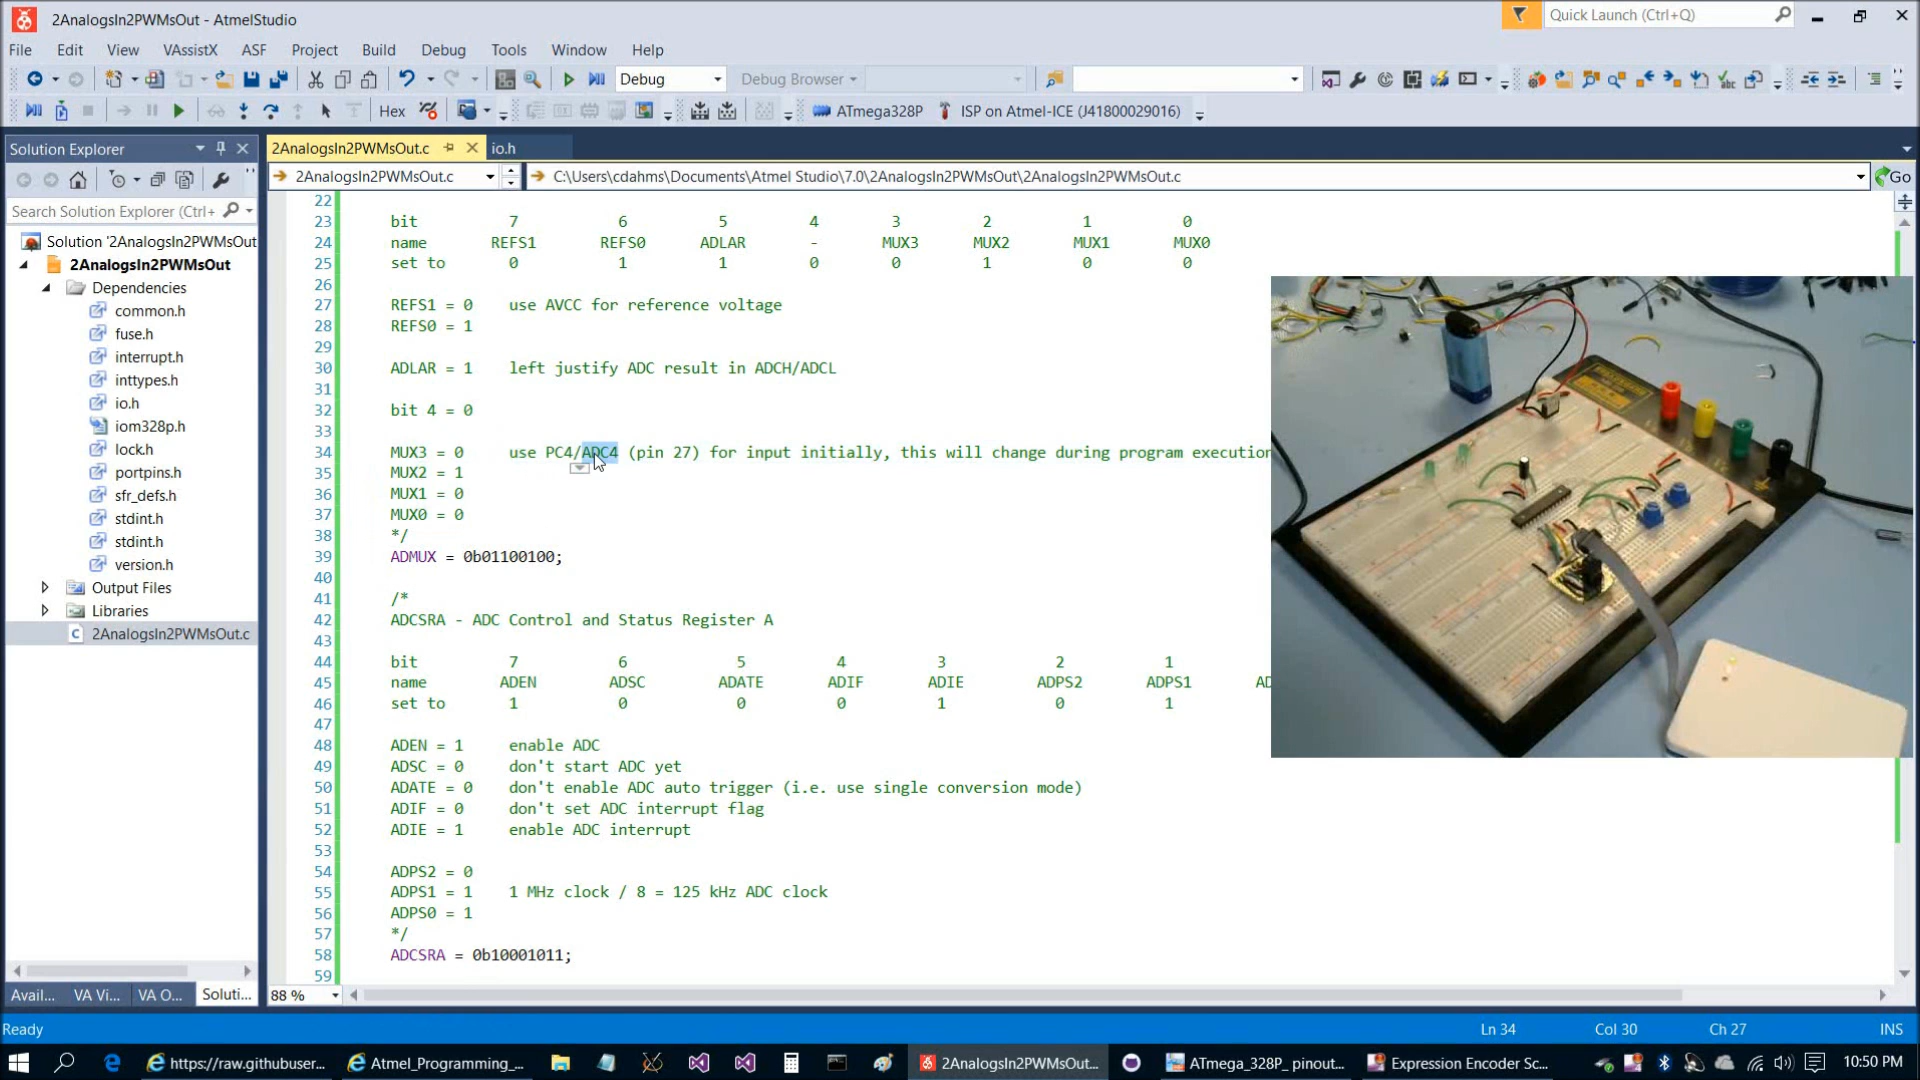 2AnalogsIn2PWMsOut - AtmelStudio
Quick Launch (Ctrl+Q)
File Edit View VAssistX ASF Project Build Debug Tools Window Help
Debug Debug Browser
Hex ATmega328P ISP on Atmel-ICE (J41800029016)
Solution Explorer
2AnalogsIn2PWMsOut.c io.h
2AnalogsIn2PWMsOut.c C:\Users\cdahms\Documents\Atmel Studio\7.0\2AnalogsIn2PWMsOut\2AnalogsIn2PWMsOut.c Go
Search Solution Explorer (Ctrl+
Solution '2AnalogsIn2PWMsOut
2AnalogsIn2PWMsOut
Dependencies
common.h
fuse.h
interrupt.h
inttypes.h
io.h
iom328p.h
lock.h
portpins.h
sfr_defs.h
stdint.h
stdint.h
version.h
Output Files
Libraries
2AnalogsIn2PWMsOut.c
Avail... VA Vi... VA O... Soluti...
22
23 bit 7 6 5 4 3 2 1 0
24 name REFS1 REFS0 ADLAR - MUX3 MUX2 MUX1 MUX0
25 set to 0 1 1 0 0 1 0 0
26
27 REFS1 = 0 use AVCC for reference voltage
28 REFS0 = 1
29
30 ADLAR = 1 left justify ADC result in ADCH/ADCL
31
32 bit 4 = 0
33
34 MUX3 = 0 use PC4/ADC4 (pin 27) for input initially, this will change during program execution
35 MUX2 = 1
36 MUX1 = 0
37 MUX0 = 0
38 */
39 ADMUX = 0b01100100;
40
41 /*
42 ADCSRA - ADC Control and Status Register A
43
44 bit 7 6 5 4 3 2 1
45 name ADEN ADSC ADATE ADIF ADIE ADPS2 ADPS1 AD
46 set to 1 0 0 0 1 0 1
47
48 ADEN = 1 enable ADC
49 ADSC = 0 don't start ADC yet
50 ADATE = 0 don't enable ADC auto trigger (i.e. use single conversion mode)
51 ADIF = 0 don't set ADC interrupt flag
52 ADIE = 1 enable ADC interrupt
53
54 ADPS2 = 0
55 ADPS1 = 1 1 MHz clock / 8 = 125 kHz ADC clock
56 ADPS0 = 1
57 */
58 ADCSRA = 0b10001011;
59
88 %
Ready Ln 34 Col 30 Ch 27 INS
https://raw.githubuser... Atmel_Programming_... 2AnalogsIn2PWMsOut... ATmega_328P_ pinout... Expression Encoder Sc... 10:50 PM